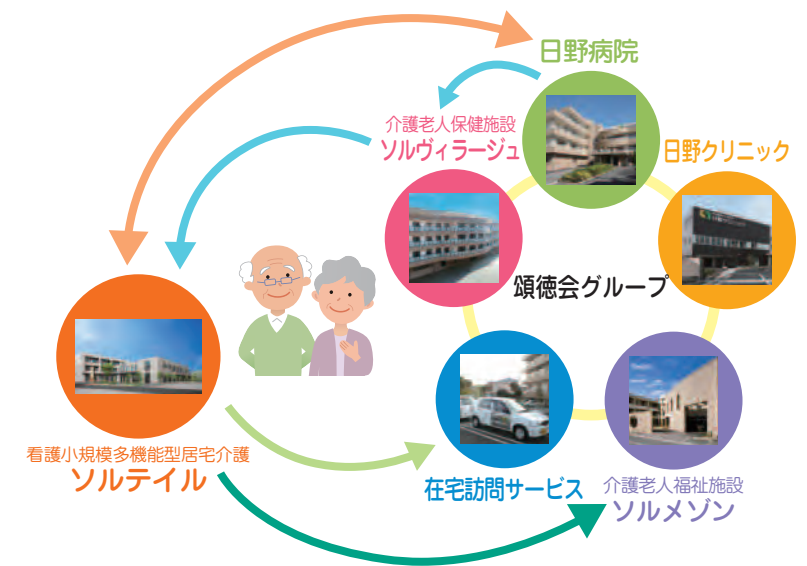 日野病院
介護老人保健施設
ソルヴィラージュ
日野クリニック
頌徳会グループ
看護小規模多機能型居宅介護
ソルテイル
在宅訪問サービス
介護老人福祉施設
ソルメゾン